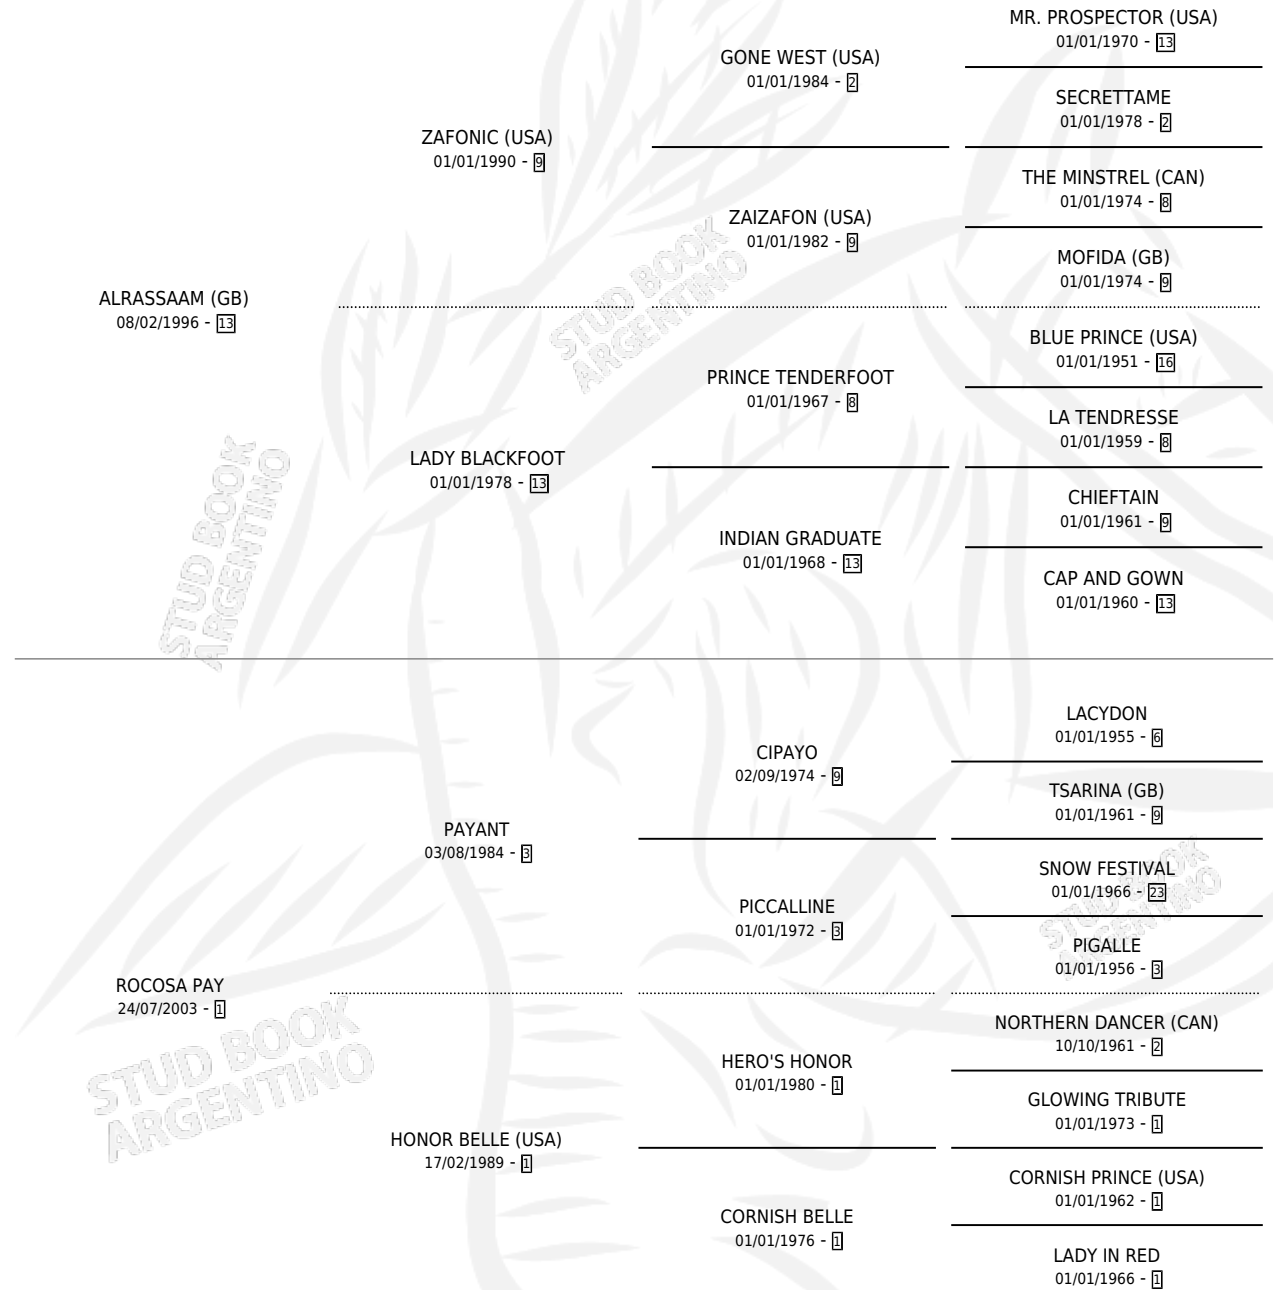 MR. PROSPECTOR (USA)
01/01/1970 - 13
GONE WEST (USA)
01/01/1984 - 2
SECRETTAME
01/01/1978 - 2
ZAFONIC (USA)
01/01/1990 - 9
THE MINSTREL (CAN)
01/01/1974 - 8
ZAIZAFON (USA)
01/01/1982 - 9
MOFIDA (GB)
01/01/1974 - 9
ALRASSAAM (GB)
08/02/1996 - 13
BLUE PRINCE (USA)
01/01/1951 - 16
PRINCE TENDERFOOT
01/01/1967 - 8
LA TENDRESSE
01/01/1959 - 8
LADY BLACKFOOT
01/01/1978 - 13
CHIEFTAIN
01/01/1961 - 9
INDIAN GRADUATE
01/01/1968 - 13
CAP AND GOWN
01/01/1960 - 13
LACYDON
01/01/1955 - 6
CIPAYO
02/09/1974 - 9
TSARINA (GB)
01/01/1961 - 9
PAYANT
03/08/1984 - 3
SNOW FESTIVAL
01/01/1966 - 23
PICCALLINE
01/01/1972 - 3
PIGALLE
01/01/1956 - 3
ROCOSA PAY
24/07/2003 - 1
NORTHERN DANCER (CAN)
10/10/1961 - 2
HERO'S HONOR
01/01/1980 - 1
GLOWING TRIBUTE
01/01/1973 - 1
HONOR BELLE (USA)
17/02/1989 - 1
CORNISH PRINCE (USA)
01/01/1962 - 1
CORNISH BELLE
01/01/1976 - 1
LADY IN RED
01/01/1966 - 1
STUD BOOK
ARGENTINO
STUD BOOK
ARGENTINO
STUD BOOK
ARGENTINO
STUD BOOK
ARGENTINO